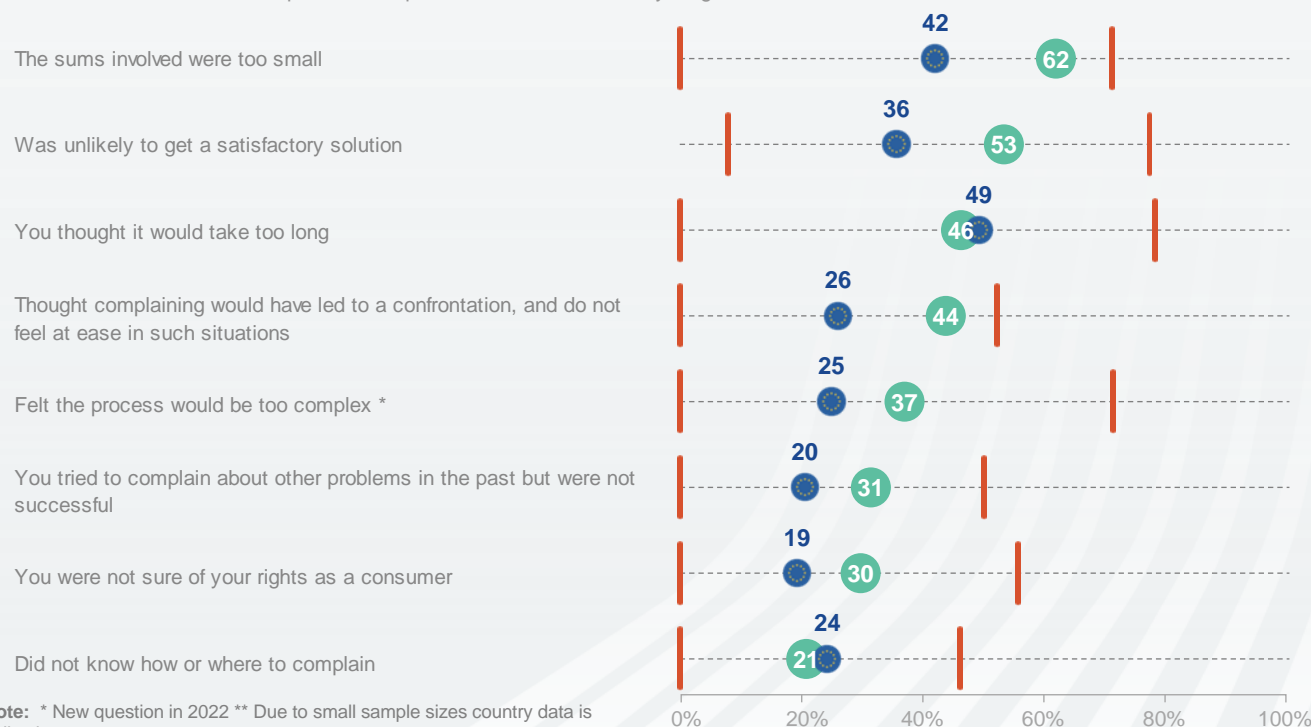 42
The sums involved were too small
62
36
Was unlikely to get a satisfactory solution
53
49
You thought it would take too long
46
26
Thought complaining would have led to a confrontation, and do not
feel at ease in such situations
44
25
Felt the process would be too complex *
37
20
You tried to complain about other problems in the past but were not
successful
31
19
You were not sure of your rights as a consumer
30
24
Did not know how or where to complain
21
ote: * New question in 2022 ** Due to small sample sizes country data is
0% 20% 40% 60% 80% 100%